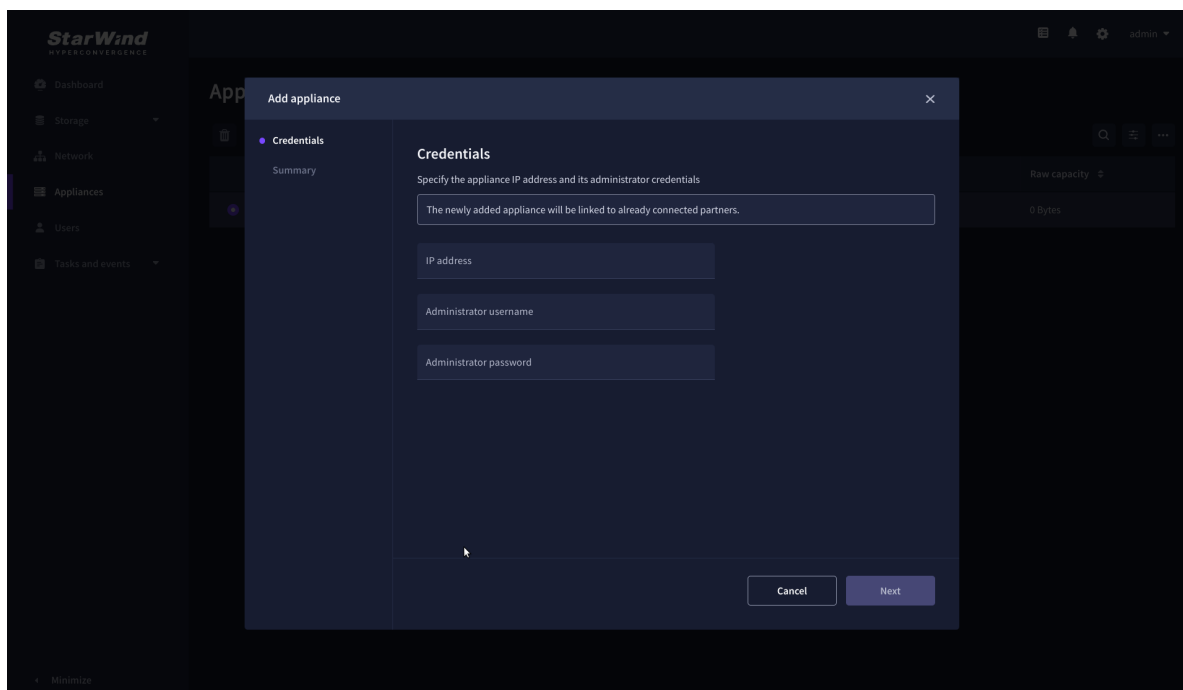 StarWind
HYPERCONVERGENCE
admin
Dashboard
Storage
Network
Appliances
Users
Tasks and events
Minimize
App
Raw capacity
0 Bytes
Add appliance
Credentials
Summary
Credentials
Specify the appliance IP address and its administrator credentials
The newly added appliance will be linked to already connected partners.
IP address
Administrator username
Administrator password
Cancel
Next